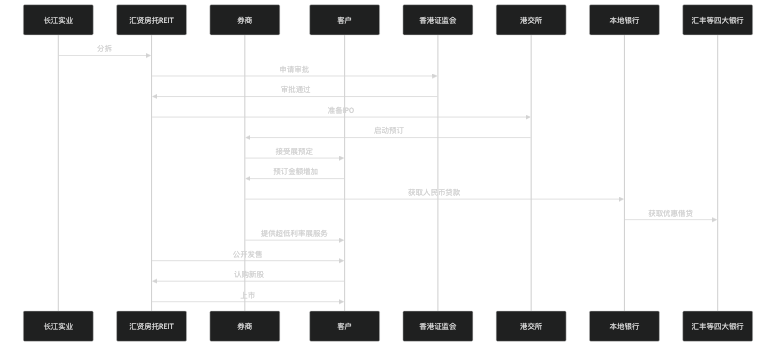 长江实业
汇贤房托REIT
券商
客户
香港证监会
港交所
本地银行
汇丰等四大银行
分拆
申请审批
审批通过
准备IPO
启动预订
接受展预定
预订金额增加
获取人民币贷款
获取优惠借贷
提供超低利率展服务
公开发售
认购新股
上市
长江实业
汇贤房托REIT
券商
客户
香港证监会
港交所
本地银行
汇丰等四大银行